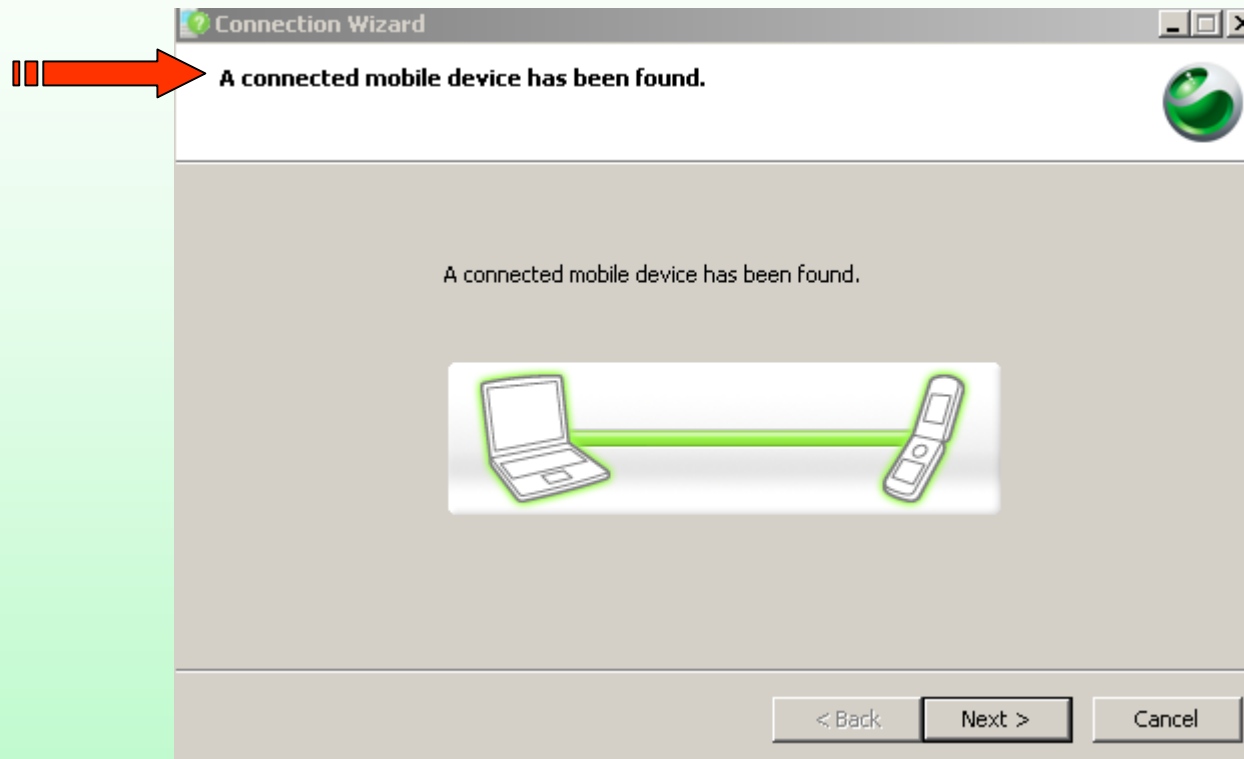 Connection Wizard
A connected mobile device has been found.
A connected mobile device has been found.
< Back
Next >
Cancel